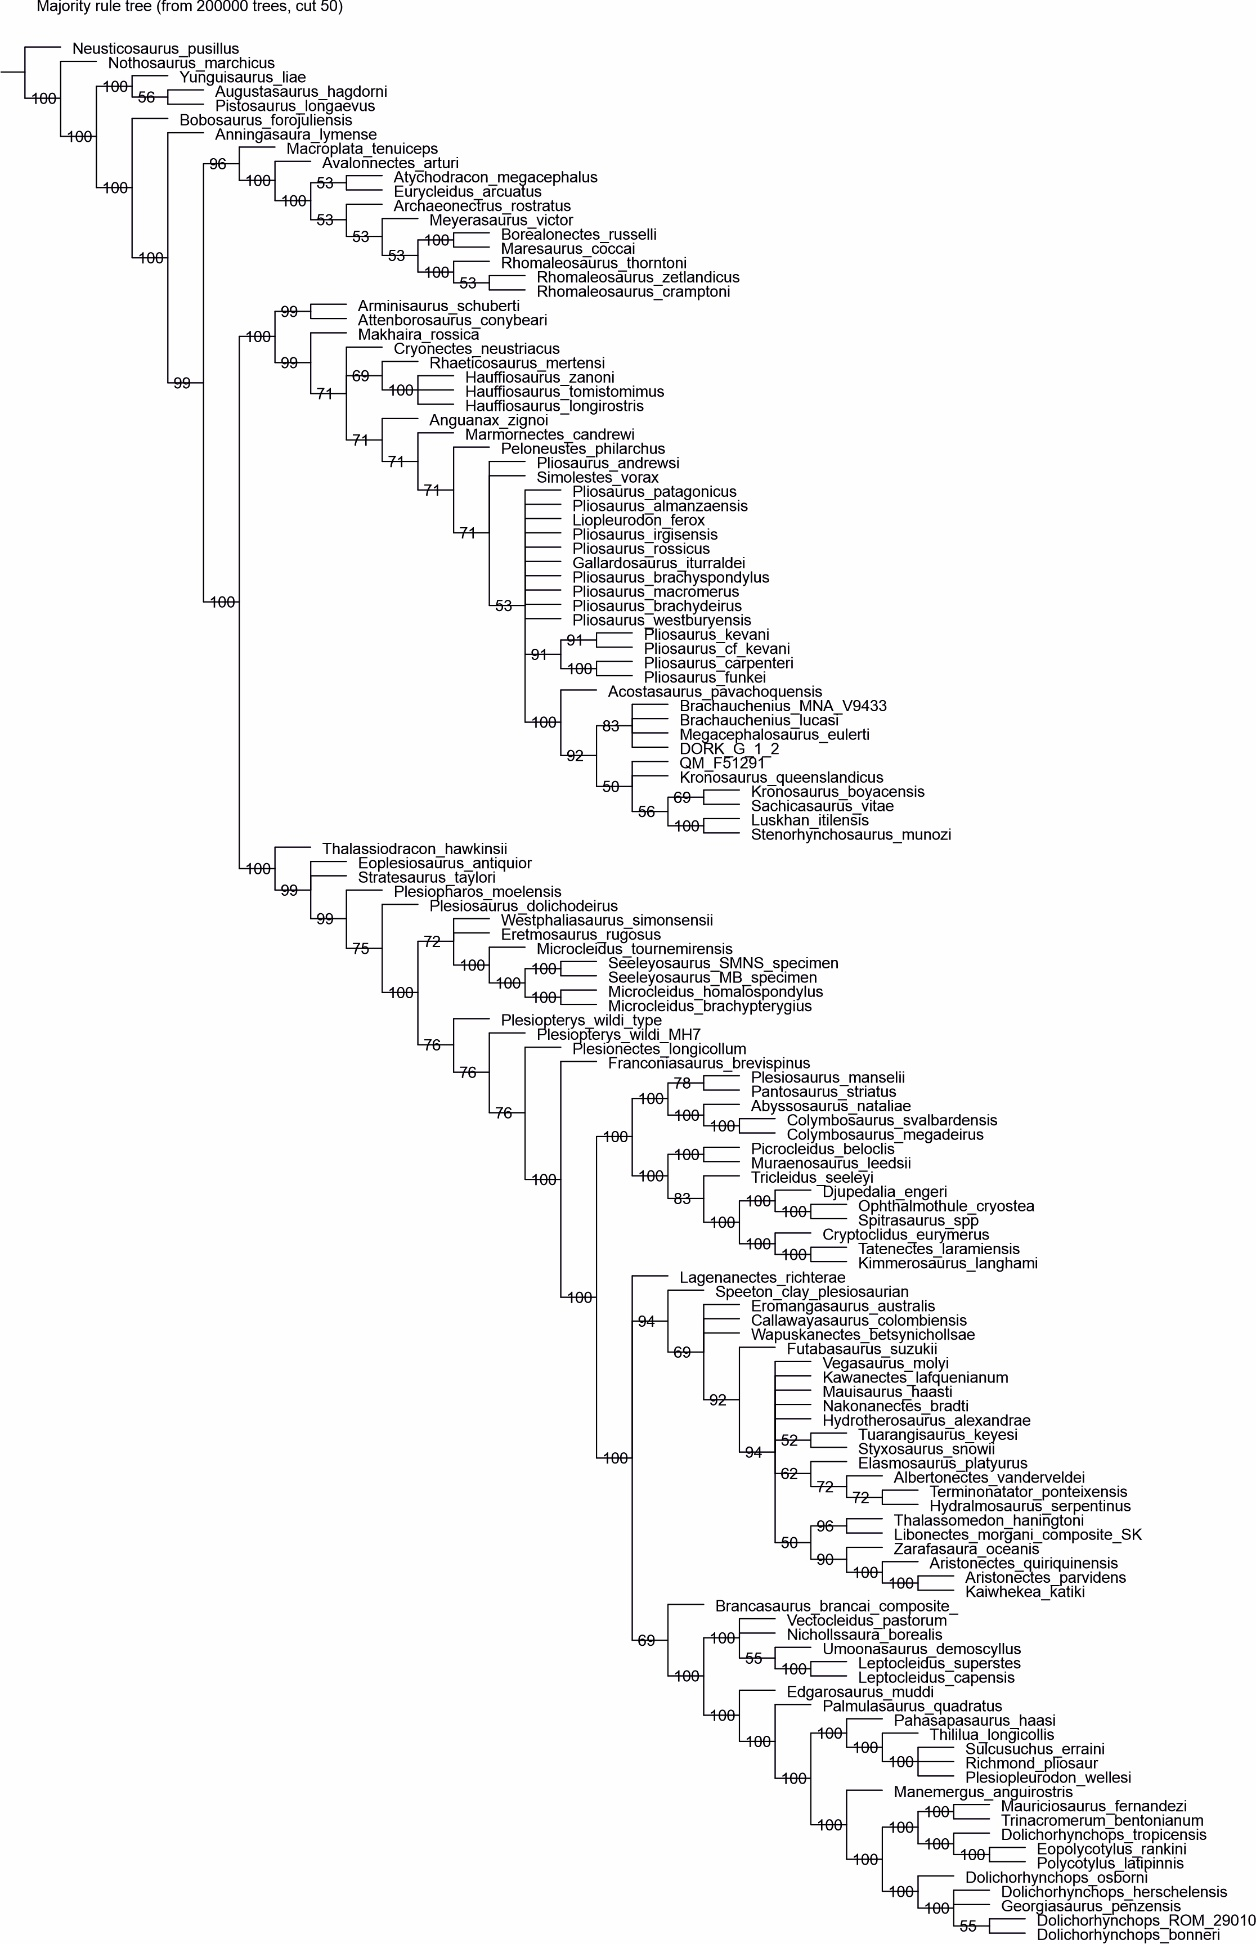 Majority rule tree (from 200000 trees, cut 50)
Neusticosaurus_pusillus
Nothosaurus_marchicus
Yunguisaurus_liae
100
Augustasaurus_hagdorni
56
100
Pistosaurus_longaevus
Bobosaurus_forojuliensis
Anningasaura_lymense
100
Macroplata_tenuiceps
96
Avalonnectes_arturi
Atychodracon_megacephalus
100
53
100
Eurycleidus_arcuatus
100
Archaeonectrus_rostratus
53
Meyerasaurus_victor
53
Borealonectes_russelli
100
Maresaurus_coccai
53
100
Rhomaleosaurus_thorntoni
100
Rhomaleosaurus_zetlandicus
53
Rhomaleosaurus_cramptoni
Arminisaurus_schuberti
99
Attenborosaurus_conybeari
100
Makhaira_rossica
Cryonectes_neustriacus
99
Rhaeticosaurus_mertensi
69
Hauffiosaurus_zanoni
99
100
Hauffiosaurus_tomistomimus
71
Hauffiosaurus_longirostris
Anguanax_zignoi
Marmornectes_candrewi
71
Peloneustes_philarchus
71
Pliosaurus_andrewsi
Simolestes_vorax
71
Pliosaurus_patagonicus
Pliosaurus_almanzaensis
Liopleurodon_ferox
71
Pliosaurus_irgisensis
Pliosaurus_rossicus
Gallardosaurus_iturraldei
Pliosaurus_brachyspondylus
Pliosaurus_macromerus
100
53
Pliosaurus_brachydeirus
Pliosaurus_westburyensis
Pliosaurus_kevani
91
Pliosaurus_cf_kevani
91
Pliosaurus_carpenteri
100
Pliosaurus_funkei
Acostasaurus_pavachoquensis
Brachauchenius_MNA_V9433
100
Brachauchenius_lucasi
83
Megacephalosaurus_eulerti
DORK_G_1_2
92
QM_F51291
Kronosaurus_queenslandicus
50
Kronosaurus_boyacensis
69
Sachicasaurus_vitae
56
Luskhan_itilensis
100
Stenorhynchosaurus_munozi
Thalassiodracon_hawkinsii
Eoplesiosaurus_antiquior
100
Stratesaurus_taylori
99
Plesiopharos_moelensis
Plesiosaurus_dolichodeirus
99
Westphaliasaurus_simonsensii
Eretmosaurus_rugosus
72
Microcleidus_tournemirensis
75
Seeleyosaurus_SMNS_specimen
100
100
Seeleyosaurus_MB_specimen
100
Microcleidus_homalospondylus
100
100
Microcleidus_brachypterygius
Plesiopterys_wildi_type
Plesiopterys_wildi_MH7
76
Plesionectes_longicollum
Franconiasaurus_brevispinus
76
Plesiosaurus_manselii
78
Pantosaurus_striatus
100
Abyssosaurus_nataliae
76
100
Colymbosaurus_svalbardensis
100
Colymbosaurus_megadeirus
100
Picrocleidus_beloclis
100
Muraenosaurus_leedsii
100
100
Tricleidus_seeleyi
83
Djupedalia_engeri
100
Ophthalmothule_cryostea
100
Spitrasaurus_spp
100
Cryptoclidus_eurymerus
100
Tatenectes_laramiensis
100
Kimmerosaurus_langhami
Lagenanectes_richterae
100
Speeton_clay_plesiosaurian
Eromangasaurus_australis
94
Callawayasaurus_colombiensis
Wapuskanectes_betsynichollsae
69
Futabasaurus_suzukii
Vegasaurus_molyi
Kawanectes_lafquenianum
92
Mauisaurus_haasti
Nakonanectes_bradti
Hydrotherosaurus_alexandrae
Tuarangisaurus_keyesi
52
Styxosaurus_snowii
94
100
Elasmosaurus_platyurus
62
Albertonectes_vanderveldei
72
Terminonatator_ponteixensis
72
Hydralmosaurus_serpentinus
Thalassomedon_haningtoni
96
Libonectes_morgani_composite_SK
50
Zarafasaura_oceanis
90
Aristonectes_quiriquinensis
100
Aristonectes_parvidens
100
Kaiwhekea_katiki
Brancasaurus_brancai_composite_
Vectocleidus_pastorum
Nichollssaura_borealis
100
69
Umoonasaurus_demoscyllus
55
Leptocleidus_superstes
100
Leptocleidus_capensis
100
Edgarosaurus_muddi
Palmulasaurus_quadratus
100
Pahasapasaurus_haasi
100
Thililua_longicollis
100
100
Sulcusuchus_erraini
Richmond_pliosaur
100
Plesiopleurodon_wellesi
100
Manemergus_anguirostris
Mauriciosaurus_fernandezi
100
Trinacromerum_bentonianum
100
100
Dolichorhynchops_tropicensis
100
Eopolycotylus_rankini
100
Polycotylus_latipinnis
100
Dolichorhynchops_osborni
100
Dolichorhynchops_herschelensis
100
Georgiasaurus_penzensis
Dolichorhynchops_ROM_29010
55
Dolichorhynchops_bonneri